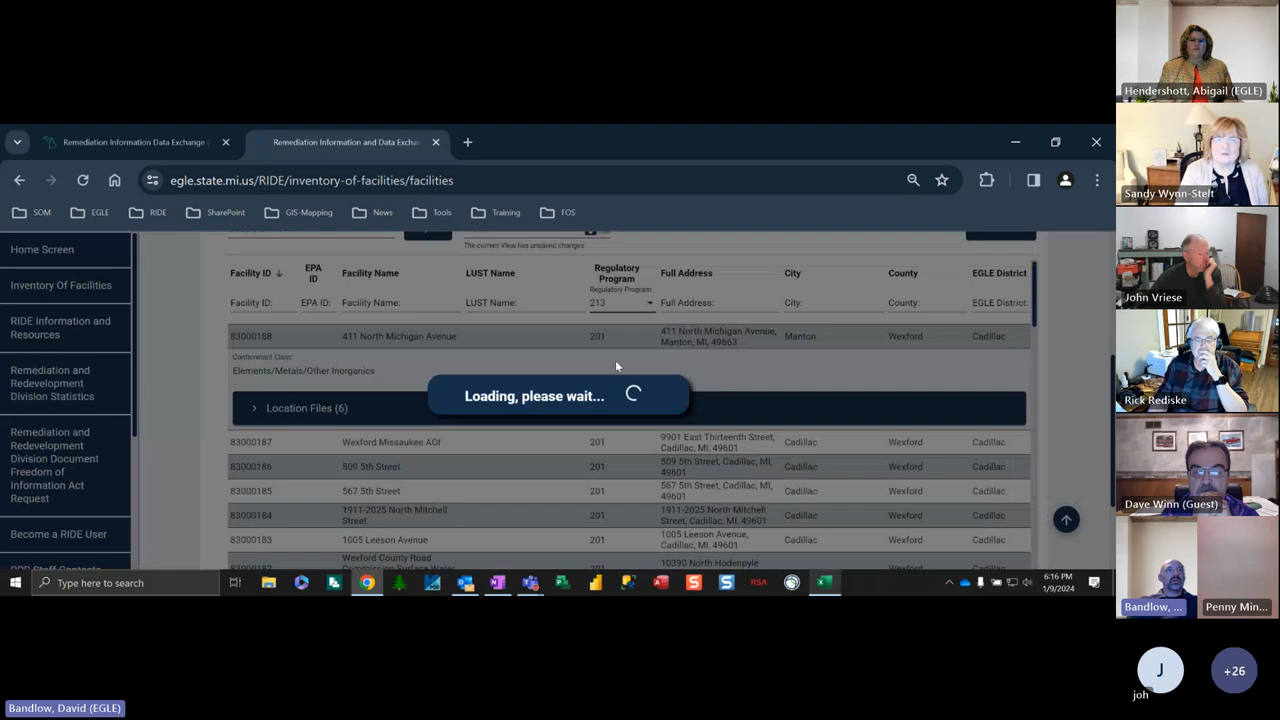 Remediation Information Data Exchange
Remediation Information and Data Excha
egle.state.mi.us/RIDE/inventory-of-facilities/facilities
SOM EGLE RIDE SharePoint GIS-Mapping News Tools Training FOS
Home Screen
Inventory Of Facilities
RIDE Information and
Resources
Remediation and
Redevelopment
Division Statistics
Remediation and
Redevelopment
Division Document
Freedom of
Information Act
Request
Become a RIDE User
RRD Staff Contacts
The current View has unsaved changes
Facility ID ↓
EPA
ID
Facility Name
LUST Name
Regulatory
Program
Full Address
City
County
EGLE District
Facility ID:
EPA ID:
Facility Name:
LUST Name:
Regulatory Program:
213
Full Address:
City:
County:
EGLE District:
83000188 411 North Michigan Avenue 201 411 North Michigan Avenue,
Manton, MI, 49663 Manton Wexford Cadillac
Contaminant Class:
Elements/Metals/Other Inorganics
Location Files (6)
Loading, please wait...
83000187 Wexford Missaukee AOI 201 9901 East Thirteenth Street,
Cadillac, MI, 49601 Cadillac Wexford Cadillac
83000186 509 5th Street 201 509 5th Street, Cadillac, MI,
49601 Cadillac Wexford Cadillac
83000185 567 5th Street 201 567 5th Street, Cadillac, MI,
49601 Cadillac Wexford Cadillac
83000184 1911-2025 North Mitchell
Street 201 1911-2025 North Mitchell
Street, Cadillac, MI, 49601 Cadillac Wexford Cadillac
83000183 1005 Leeson Avenue 201 1005 Leeson Avenue,
Cadillac, MI, 49601 Cadillac Wexford Cadillac
Wexford County Road
Commission Surface Water
10390 North Hodenpyle
Type here to search
RSA
6:16 PM
1/9/2024
Hendershott, Abigail (EGLE)
Sandy Wynn-Stelt
John Vriese
Rick Rediske
Dave Winn (Guest)
Bandlow, ...
Penny Min...
J
joh
+26
Bandlow, David (EGLE)